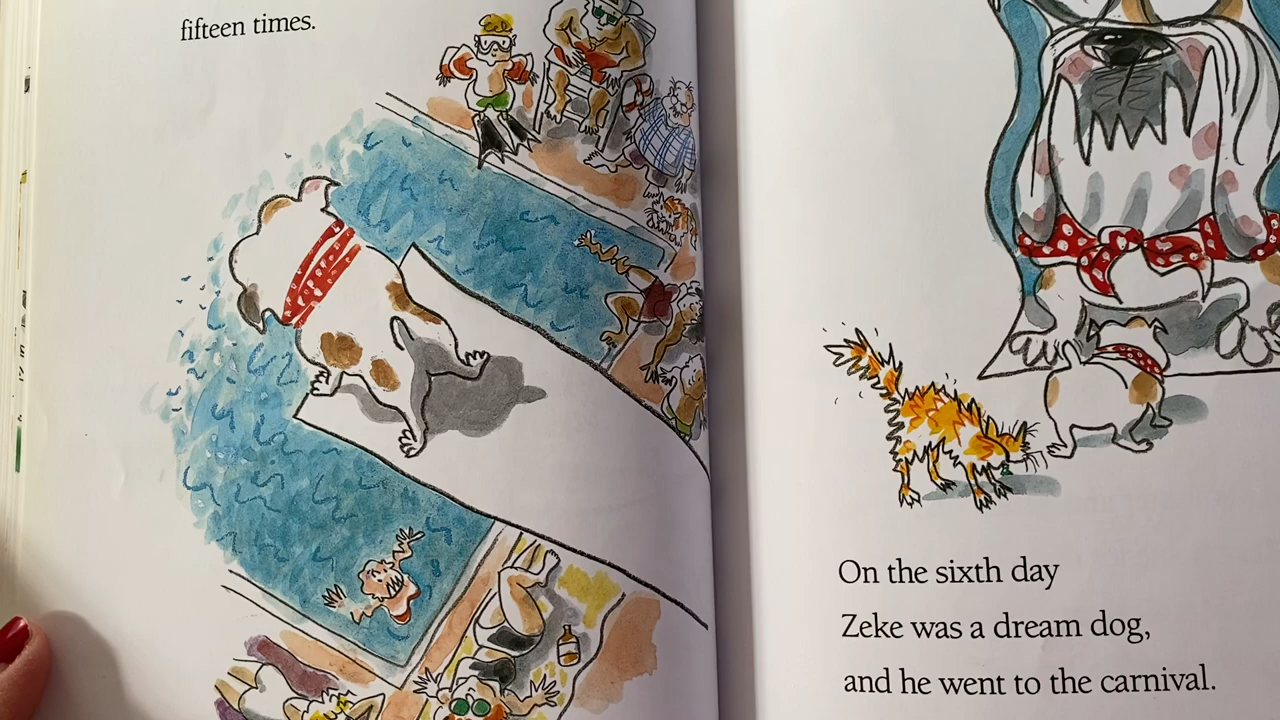 fifteen times.
On the sixth day
Zeke was a dream dog,
and he went to the carnival.